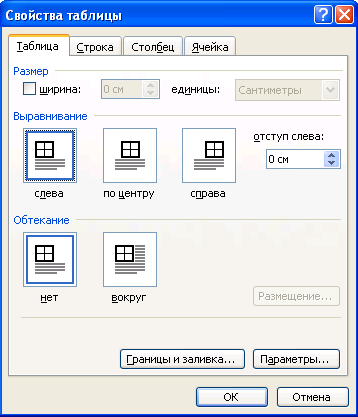 Свойства таблицы
Таблица Строка Столбец Ячейка
Размер
ширина: 0 см единицы: Сантиметры
Выравнивание
отступ слева:
0 см
слева по центру справа
Обтекание
нет вокруг Размещение...
Границы и заливка... Параметры...
ОК Отмена